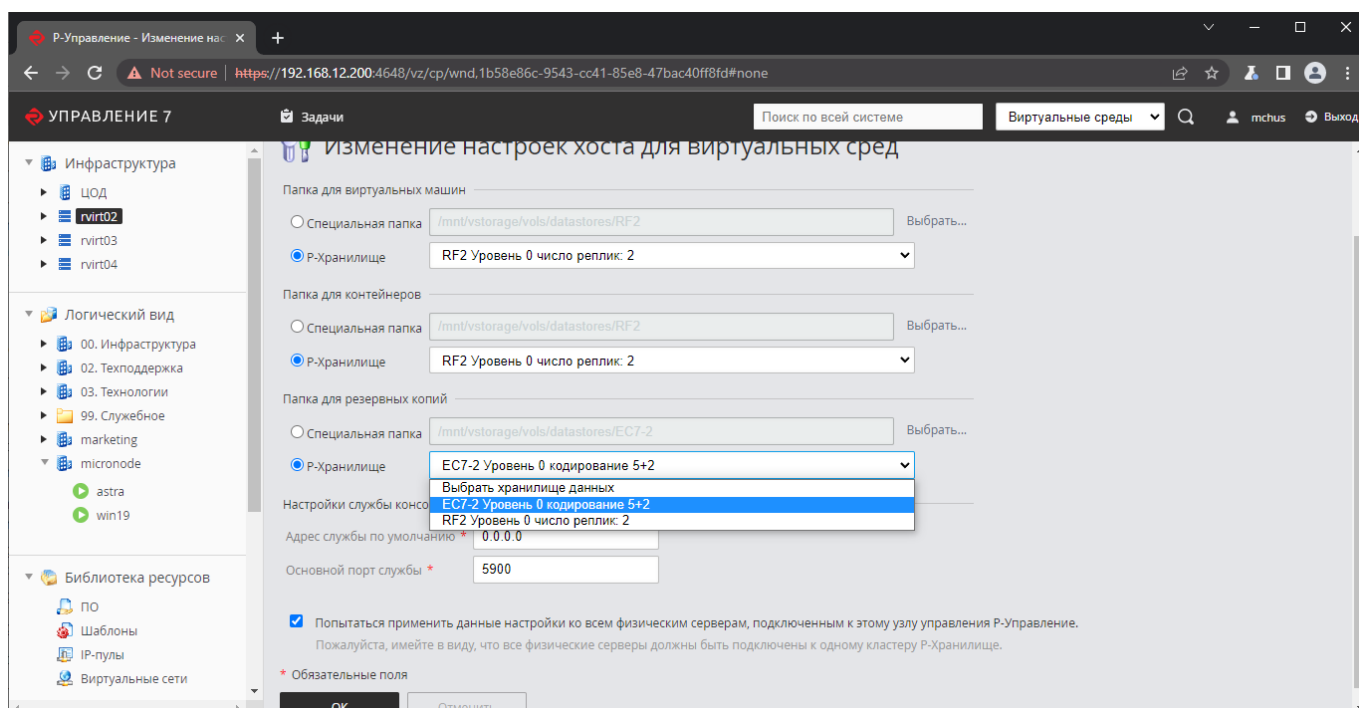 Р-Управление - Изменение нас
Not secure | https://192.168.12.200:4648/vz/cp/wnd,1b58e86c-9543-cc41-85e8-47bac40ff8fd#none
УПРАВЛЕНИЕ 7
Задачи
Поиск по всей системе
Виртуальные среды
mchus
Выход
Инфраструктура
ЦОД
rvirt02
rvirt03
rvirt04
Логический вид
00. Инфраструктура
02. Техподдержка
03. Технологии
99. Служебное
marketing
micronode
astra
win19
Библиотека ресурсов
ПО
Шаблоны
IP-пулы
Виртуальные сети
Изменение настроек хоста для виртуальных сред
Папка для виртуальных машин
Специальная папка /mnt/vstorage/vols/datastores/RF2 Выбрать...
Р-Хранилище RF2 Уровень 0 число реплик: 2
Папка для контейнеров
Специальная папка /mnt/vstorage/vols/datastores/RF2 Выбрать...
Р-Хранилище RF2 Уровень 0 число реплик: 2
Папка для резервных копий
Специальная папка /mnt/vstorage/vols/datastores/EC7-2 Выбрать...
Р-Хранилище EC7-2 Уровень 0 кодирование 5+2
Выбрать хранилище данных
EC7-2 Уровень 0 кодирование 5+2
RF2 Уровень 0 число реплик: 2
Настройки службы консо
Адрес службы по умолчанию * 0.0.0.0
Основной порт службы * 5900
Попытаться применить данные настройки ко всем физическим серверам, подключенным к этому узлу управления Р-Управление.
Пожалуйста, имейте в виду, что все физические серверы должны быть подключены к одному кластеру Р-Хранилище.
* Обязательные поля
ОК
Отменить